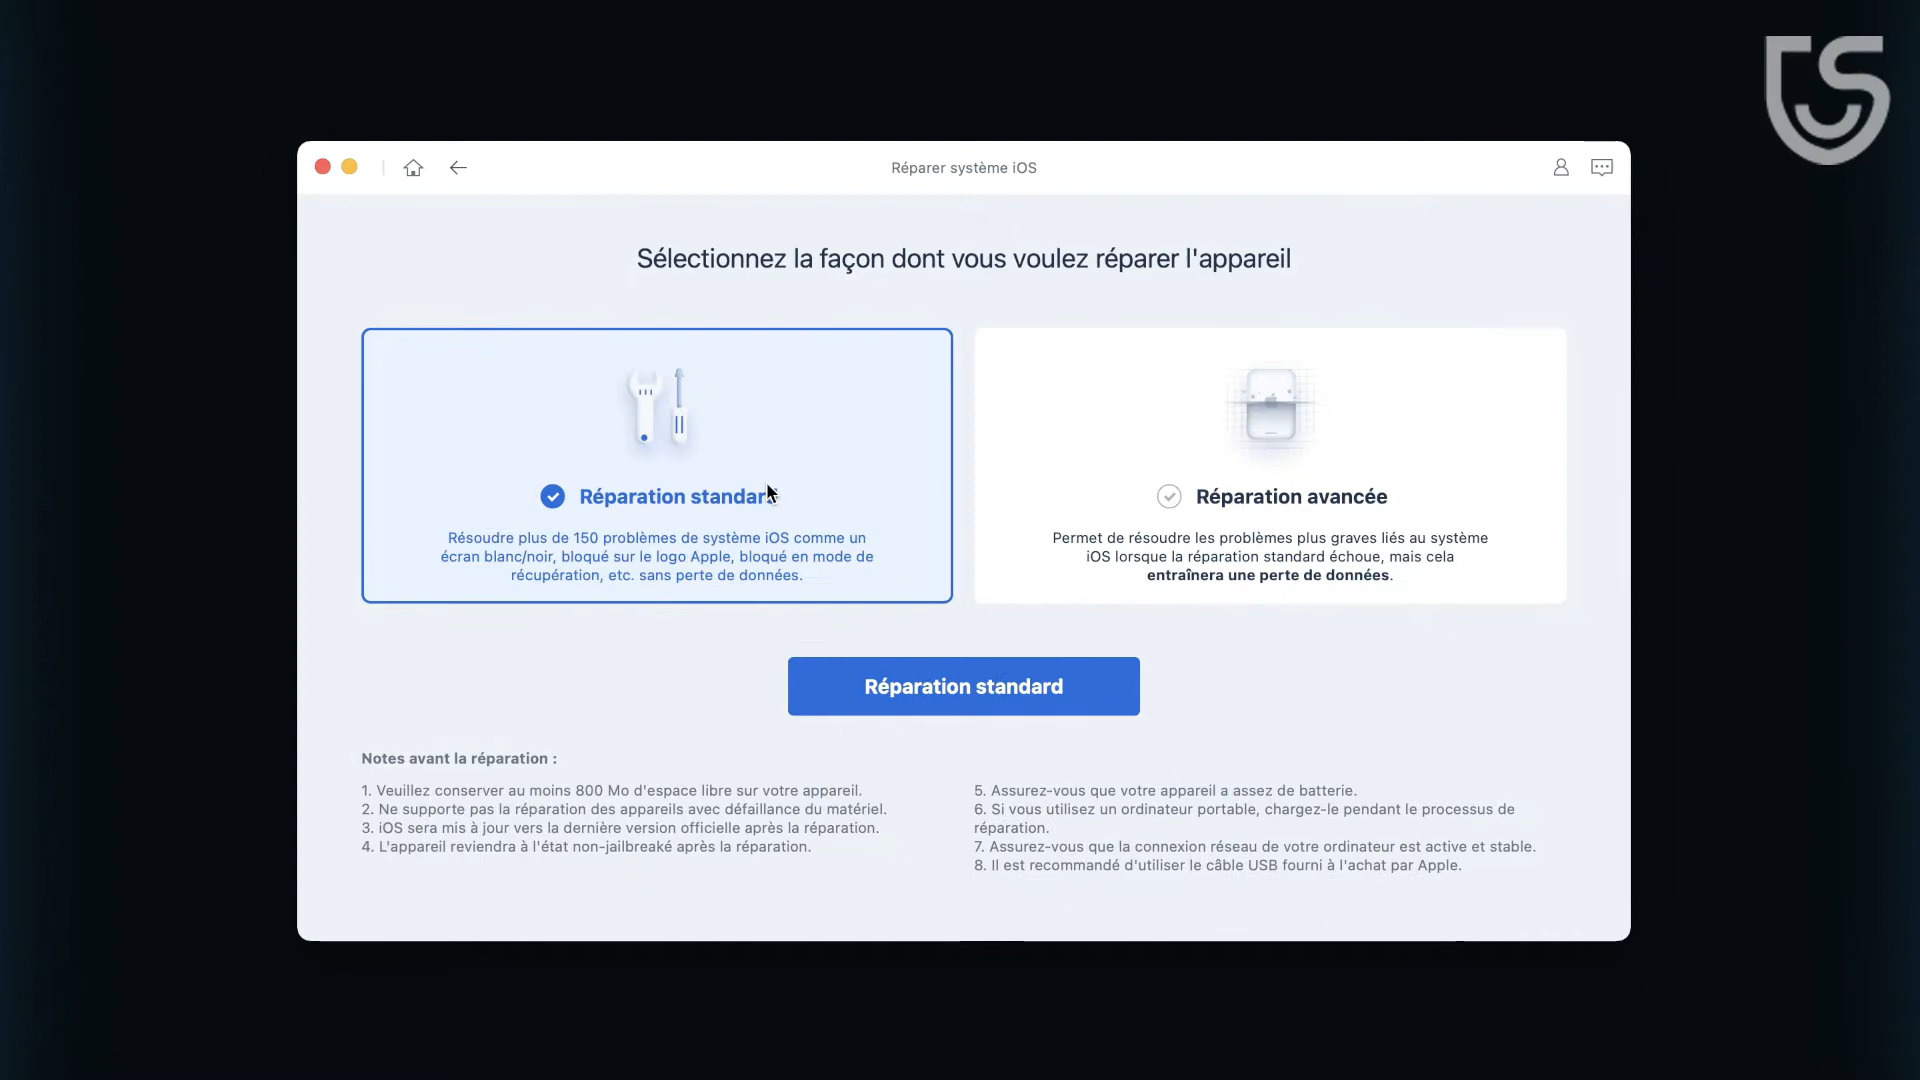 Réparer système iOS
Sélectionnez la façon dont vous voulez réparer l'appareil
Réparation standard
Résoudre plus de 150 problèmes de système iOS comme un
écran blanc/noir, bloqué sur le logo Apple, bloqué en mode de
récupération, etc. sans perte de données.
Réparation avancée
Permet de résoudre les problèmes plus graves liés au système
iOS lorsque la réparation standard échoue, mais cela
entraînera une perte de données.
Réparation standard
Notes avant la réparation :
1. Veuillez conserver au moins 800 Mo d'espace libre sur votre appareil.
2. Ne supporte pas la réparation des appareils avec défaillance du matériel.
3. iOS sera mis à jour vers la dernière version officielle après la réparation.
4. L'appareil reviendra à l'état non-jailbreaké après la réparation.
5. Assurez-vous que votre appareil a assez de batterie.
6. Si vous utilisez un ordinateur portable, chargez-le pendant le processus de
réparation.
7. Assurez-vous que la connexion réseau de votre ordinateur est active et stable.
8. Il est recommandé d'utiliser le câble USB fourni à l'achat par Apple.